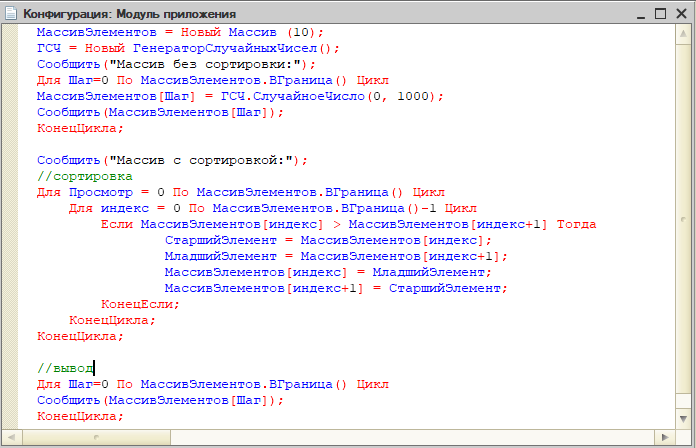 Конфигурация: Модуль приложения
МассивЭлементов = Новый Массив (10);
ГСЧ = Новый ГенераторСлучайныхЧисел();
Сообщить("Массив без сортировки:");
Для Шаг=0 По МассивЭлементов.ВГраница() Цикл
МассивЭлементов[Шаг] = ГСЧ.СлучайноеЧисло(0, 1000);
Сообщить(МассивЭлементов[Шаг]);
КонецЦикла;
Сообщить("Массив с сортировкой:");
//сортировка
Для Просмотр = 0 По МассивЭлементов.ВГраница() Цикл
Для индекс = 0 По МассивЭлементов.ВГраница()-1 Цикл
Если МассивЭлементов[индекс] > МассивЭлементов[индекс+1] Тогда
СтаршийЭлемент = МассивЭлементов[индекс];
МладшийЭлемент = МассивЭлементов[индекс+1];
МассивЭлементов[индекс] = МладшийЭлемент;
МассивЭлементов[индекс+1] = СтаршийЭлемент;
КонецЕсли;
КонецЦикла;
КонецЦикла;
//вывод
Для Шаг=0 По МассивЭлементов.ВГраница() Цикл
Сообщить(МассивЭлементов[Шаг]);
КонецЦикла;